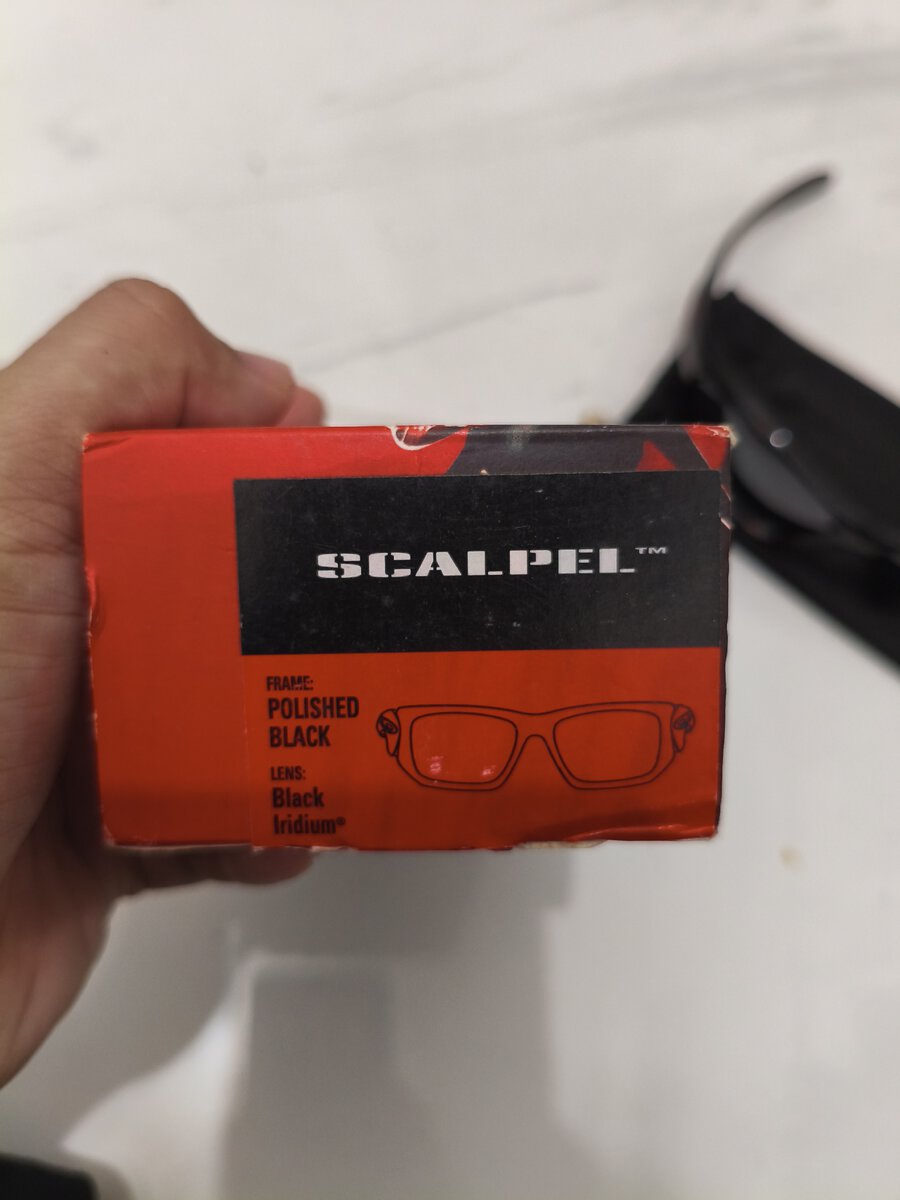 SCALPEL™
FRAME:
POLISHED
BLACK
LENS:
Black
Iridium®